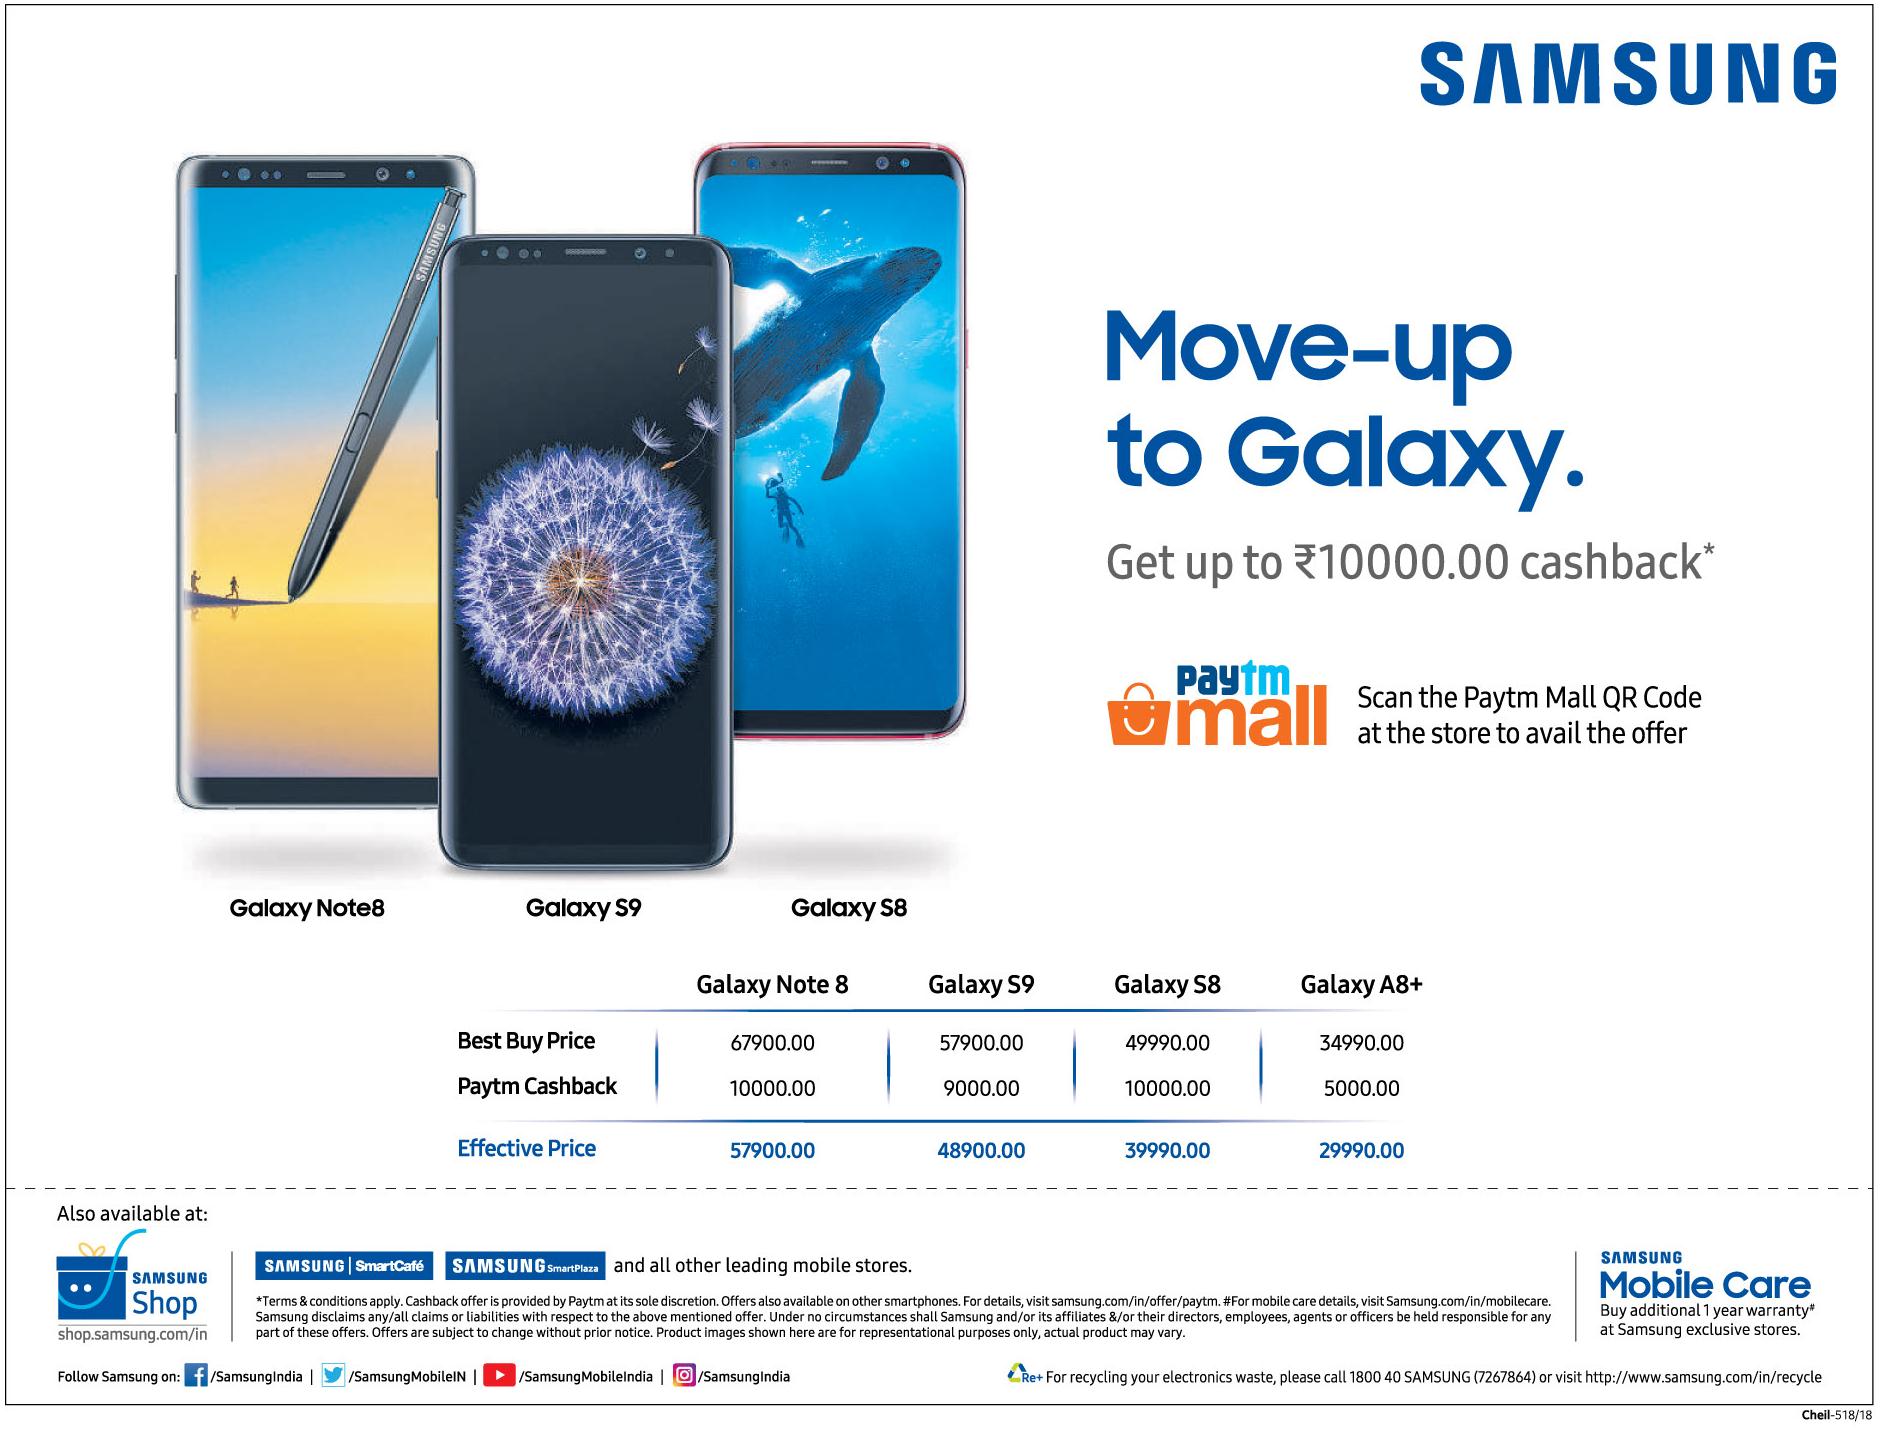 SAMSUNG
SAMSUNG
Move-up
to Galaxy.
Get up to ₹10000.00 cashback*
paytm
mall
Scan the Paytm Mall QR Code
at the store to avail the offer
Galaxy Note8
Galaxy S9
Galaxy S8
Galaxy Note 8 Galaxy S9 Galaxy S8 Galaxy A8+
Best Buy Price 67900.00 57900.00 49990.00 34990.00
Paytm Cashback 10000.00 9000.00 10000.00 5000.00
Effective Price 57900.00 48900.00 39990.00 29990.00
Also available at:
SAMSUNG
Shop
shop.samsung.com/in
SAMSUNG | SmartCafé SAMSUNG SmartPlaza and all other leading mobile stores.
*Terms & conditions apply. Cashback offer is provided by Paytm at its sole discretion. Offers also available on other smartphones. For details, visit samsung.com/in/offer/paytm. #For mobile care details, visit Samsung.com/in/mobilecare.
Samsung disclaims any/all claims or liabilities with respect to the above mentioned offer. Under no circumstances shall Samsung and/or its affiliates &/or their directors, employees, agents or officers be held responsible for any
part of these offers. Offers are subject to change without prior notice. Product images shown here are for representational purposes only, actual product may vary.
SAMSUNG
Mobile Care
Buy additional 1 year warranty#
at Samsung exclusive stores.
Follow Samsung on: /SamsungIndia | /SamsungMobileIN | /SamsungMobileIndia | /SamsungIndia
Re+ For recycling your electronics waste, please call 1800 40 SAMSUNG (7267864) or visit http://www.samsung.com/in/recycle
Cheil-518/18